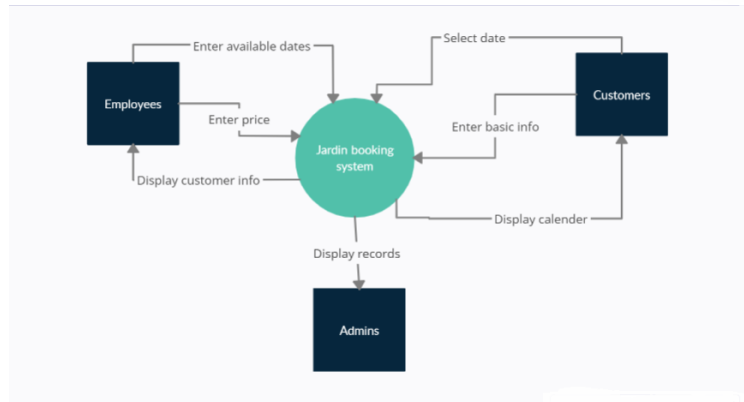 Select date
Enter available dates
Employees
Customers
Enter price
Enter basic info
Jardin booking
system
Display customer info
Display calender
Display records
Admins